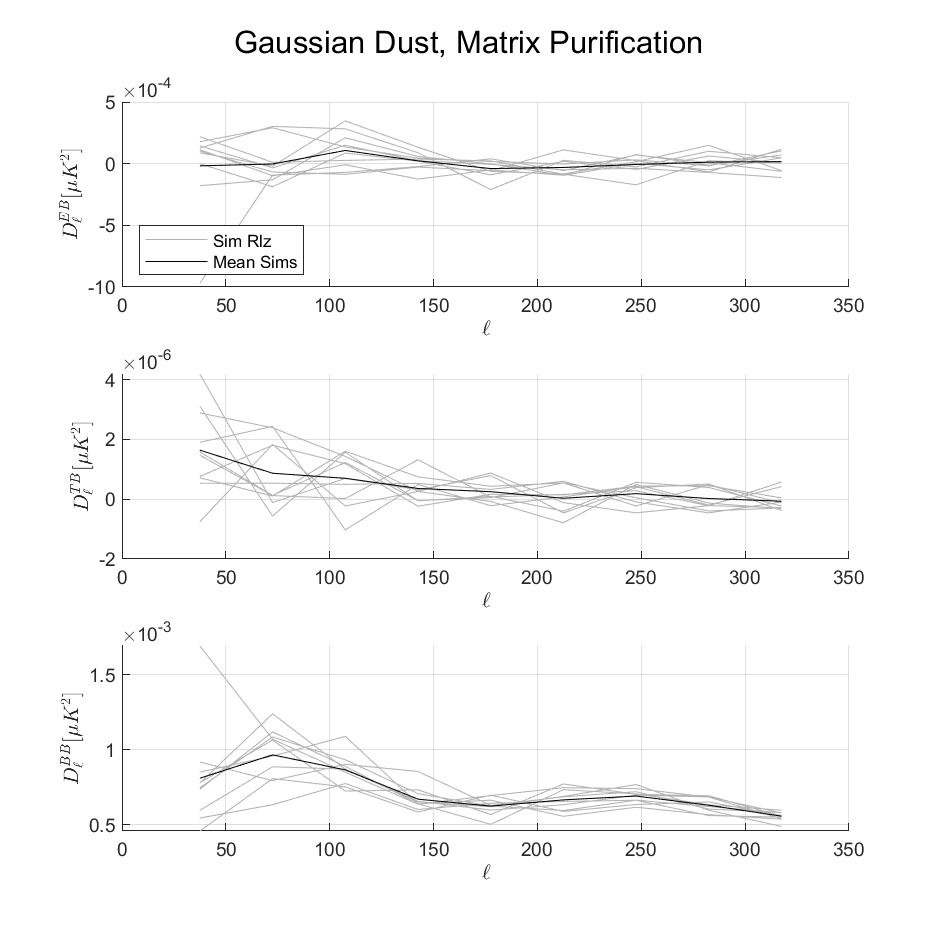 Gaussian Dust, Matrix Purification
×10⁻⁴
5
0
-5
-10
D_ℓ^{EB}[μK²]
Sim Rlz
Mean Sims
0 50 100 150 200 250 300 350
ℓ
×10⁻⁶
4
2
0
-2
D_ℓ^{TB}[μK²]
0 50 100 150 200 250 300 350
ℓ
×10⁻³
1.5
1
0.5
D_ℓ^{BB}[μK²]
0 50 100 150 200 250 300 350
ℓ